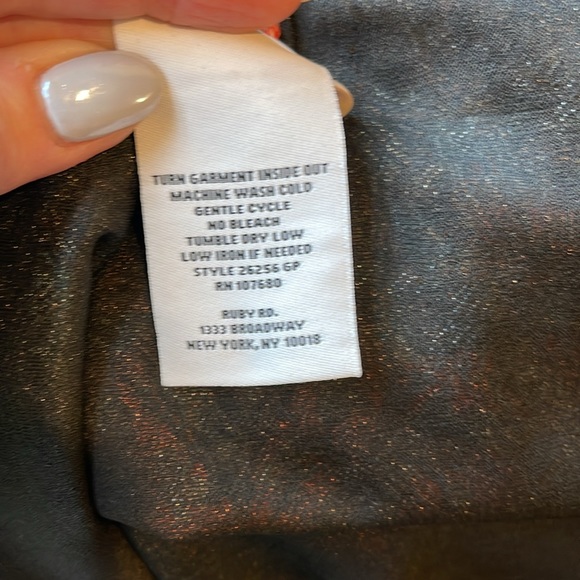 TURN GARMENT INSIDE OUT
MACHINE WASH COLD
GENTLE CYCLE
NO BLEACH
TUMBLE DRY LOW
LOW IRON IF NEEDED
STYLE 26256 GP
RN 107680
RUBY RD.
1333 BROADWAY
NEW YORK, NY 10018